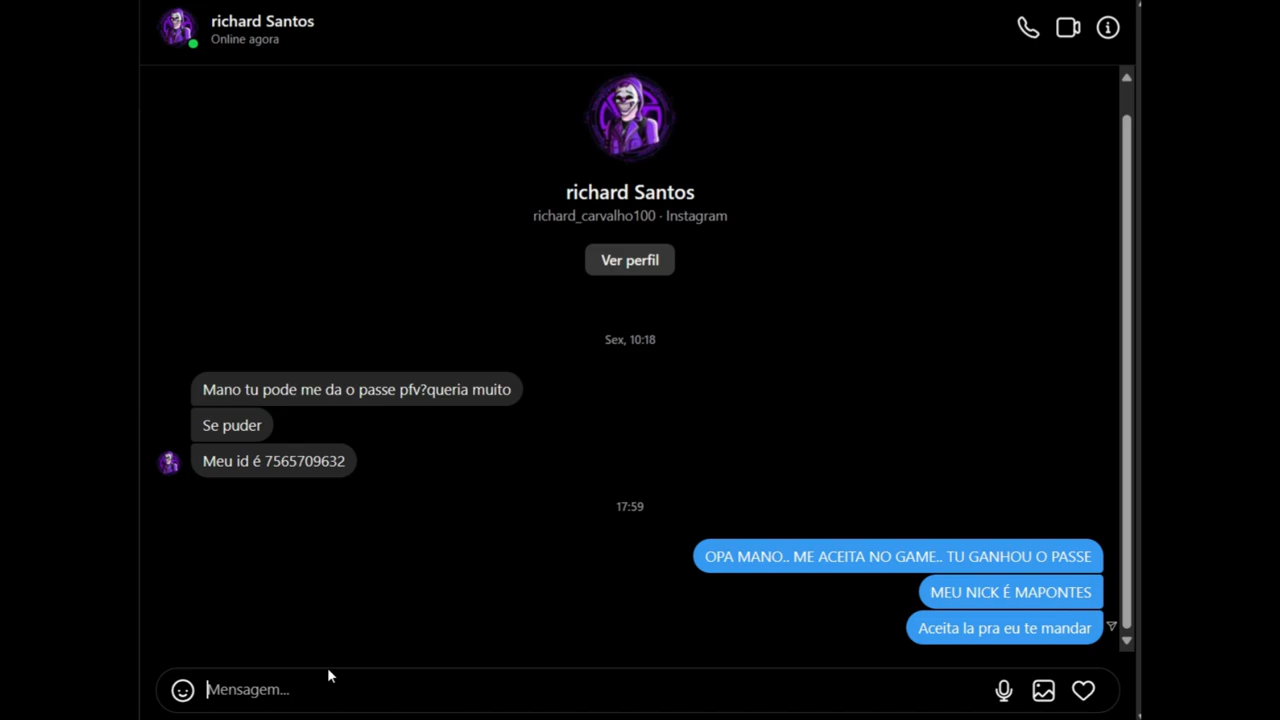 richard Santos
Online agora
richard Santos
richard_carvalho100 · Instagram
Ver perfil
Sex, 10:18
Mano tu pode me da o passe pfv?queria muito
Se puder
Meu id é 7565709632
17:59
OPA MANO.. ME ACEITA NO GAME.. TU GANHOU O PASSE
MEU NICK É MAPONTES
Aceita la pra eu te mandar
Mensagem...